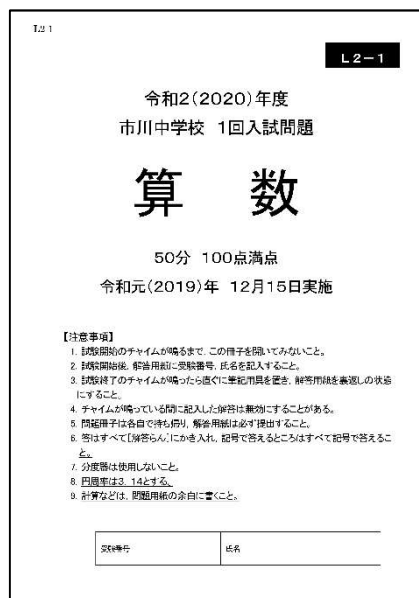 L2-1
L2-1
令和2(2020)年度
市川中学校 1回入試問題
算 数
50分 100点満点
令和元(2019)年 12月15日実施
【注意事項】
1. 試験開始のチャイムが鳴るまで、この冊子を開いてみないこと。
2. 試験開始後、解答用紙に受験番号、氏名を記入すること。
3. 試験終了のチャイムが鳴ったら直ぐに筆記用具を置き、解答用紙を裏返しの状態
にすること。
4. チャイムが鳴っている間に記入した解答は無効にすることがある。
5. 問題冊子は各自で持ち帰り、解答用紙は必ず提出すること。
6. 答はすべて[解答らん]にかき入れ、記号で答えるところはすべて記号で答えるこ
と。
7. 分度器は使用しないこと。
8. 円周率は3.14とする。
9. 計算などは、問題用紙の余白に書くこと。
受験番号
氏名